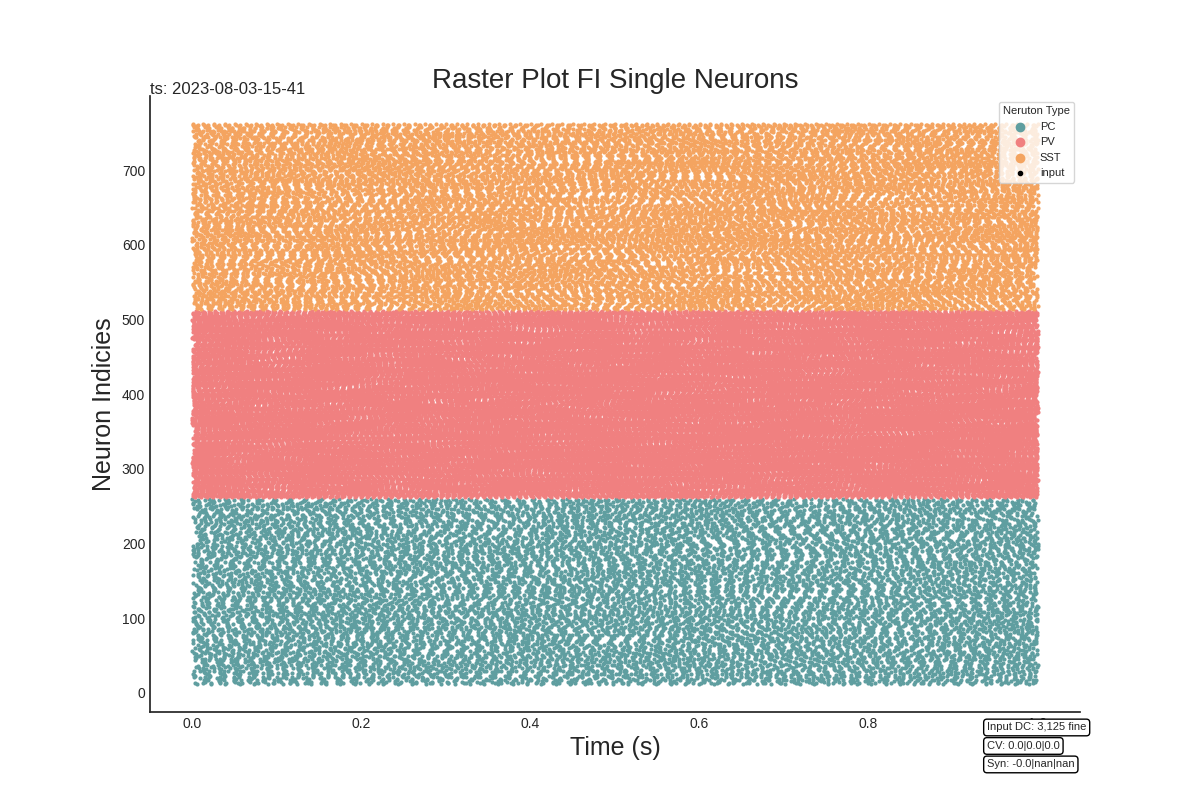 Raster Plot FI Single Neurons
ts: 2023-08-03-15-41
Neruton Type
PC
PV
SST
input
Neuron Indicies
700
600
500
400
300
200
100
0
0.0
0.2
0.4
0.6
0.8
Time (s)
Input DC: 3,125 fine
CV: 0.0|0.0|0.0
Syn: -0.0|nan|nan